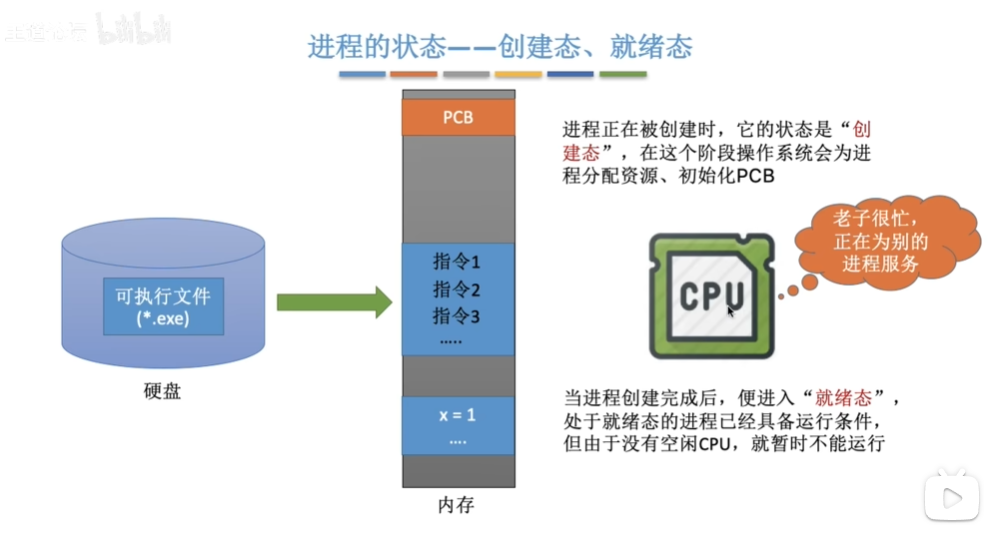 bilibili
进程的状态——创建态、就绪态
PCB
进程正在被创建时，它的状态是“创
建态”，在这个阶段操作系统会为进
程分配资源、初始化PCB
老子很忙，
正在为别的
进程服务
指令1
指令2
指令3
.....
可执行文件
(*.exe)
CPU
硬盘
当进程创建完成后，便进入“就绪态”，
处于就绪态的进程已经具备运行条件，
但由于没有空闲CPU，就暂时不能运行
x = 1
....
内存